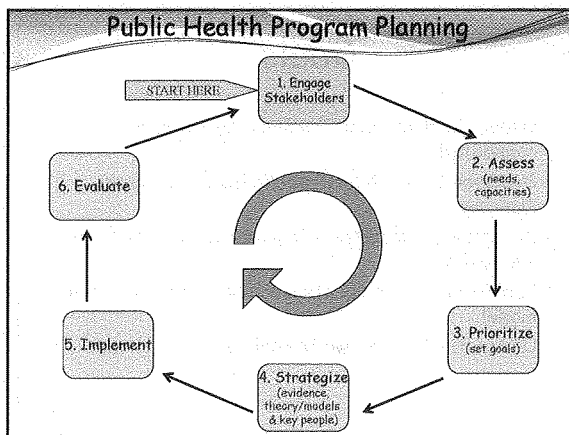 Public Health Program Planning
START HERE
1. Engage
Stakeholders
2. Assess
(needs,
capacities)
3. Prioritize
(set goals)
4. Strategize
(evidence,
theory/models
& key people)
5. Implement
6. Evaluate